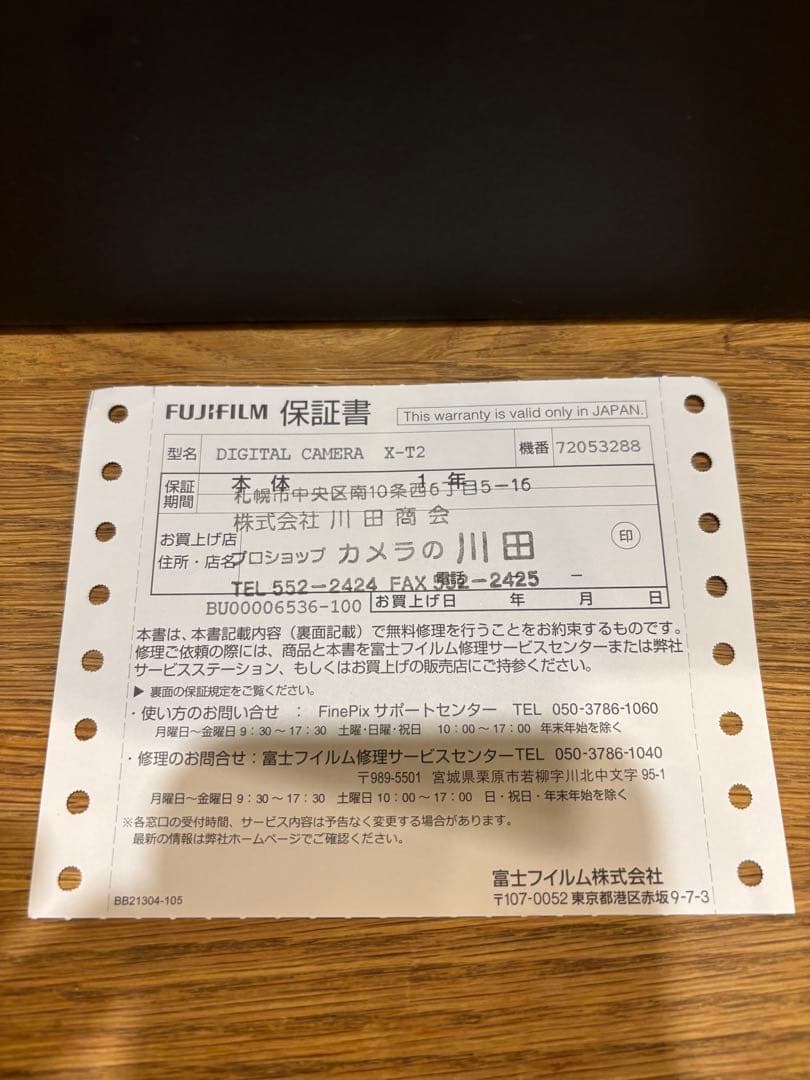 FUJIFILM 保証書 This warranty is valid only in JAPAN.
型名 DIGITAL CAMERA X-T2 機番 72053288
保証期間 本体 1年
札幌市中央区南10条西6丁目5-16
お買上げ店 株式会社 川田商会
住所・店名 プロショップ カメラの川田 印
電話 −
TEL 552-2424 FAX 552-2425
BU00006536-100 お買上げ日 年 月 日
本書は、本書記載内容（裏面記載）で無料修理を行うことをお約束するものです。
修理ご依頼の際には、商品と本書を富士フイルム修理サービスセンターまたは弊社
サービスステーション、もしくはお買上げの販売店にご持参ください。
▶ 裏面の保証規定をご覧ください。
・使い方のお問い合せ ： FinePix サポートセンター TEL 050-3786-1060
月曜日〜金曜日 9：30〜17：30 土曜・日曜・祝日 10：00〜17：00 年末年始を除く
・修理のお問合せ：富士フイルム修理サービスセンターTEL 050-3786-1040
〒989-5501 宮城県栗原市若柳字川北中文字 95-1
月曜日〜金曜日 9：30〜17：30 土曜日 10：00〜17：00 日・祝日・年末年始を除く
※各窓口の受付時間、サービス内容は予告なく変更する場合があります。
最新の情報は弊社ホームページでご確認ください。
富士フイルム株式会社
BB21304-105 〒107-0052 東京都港区赤坂9-7-3